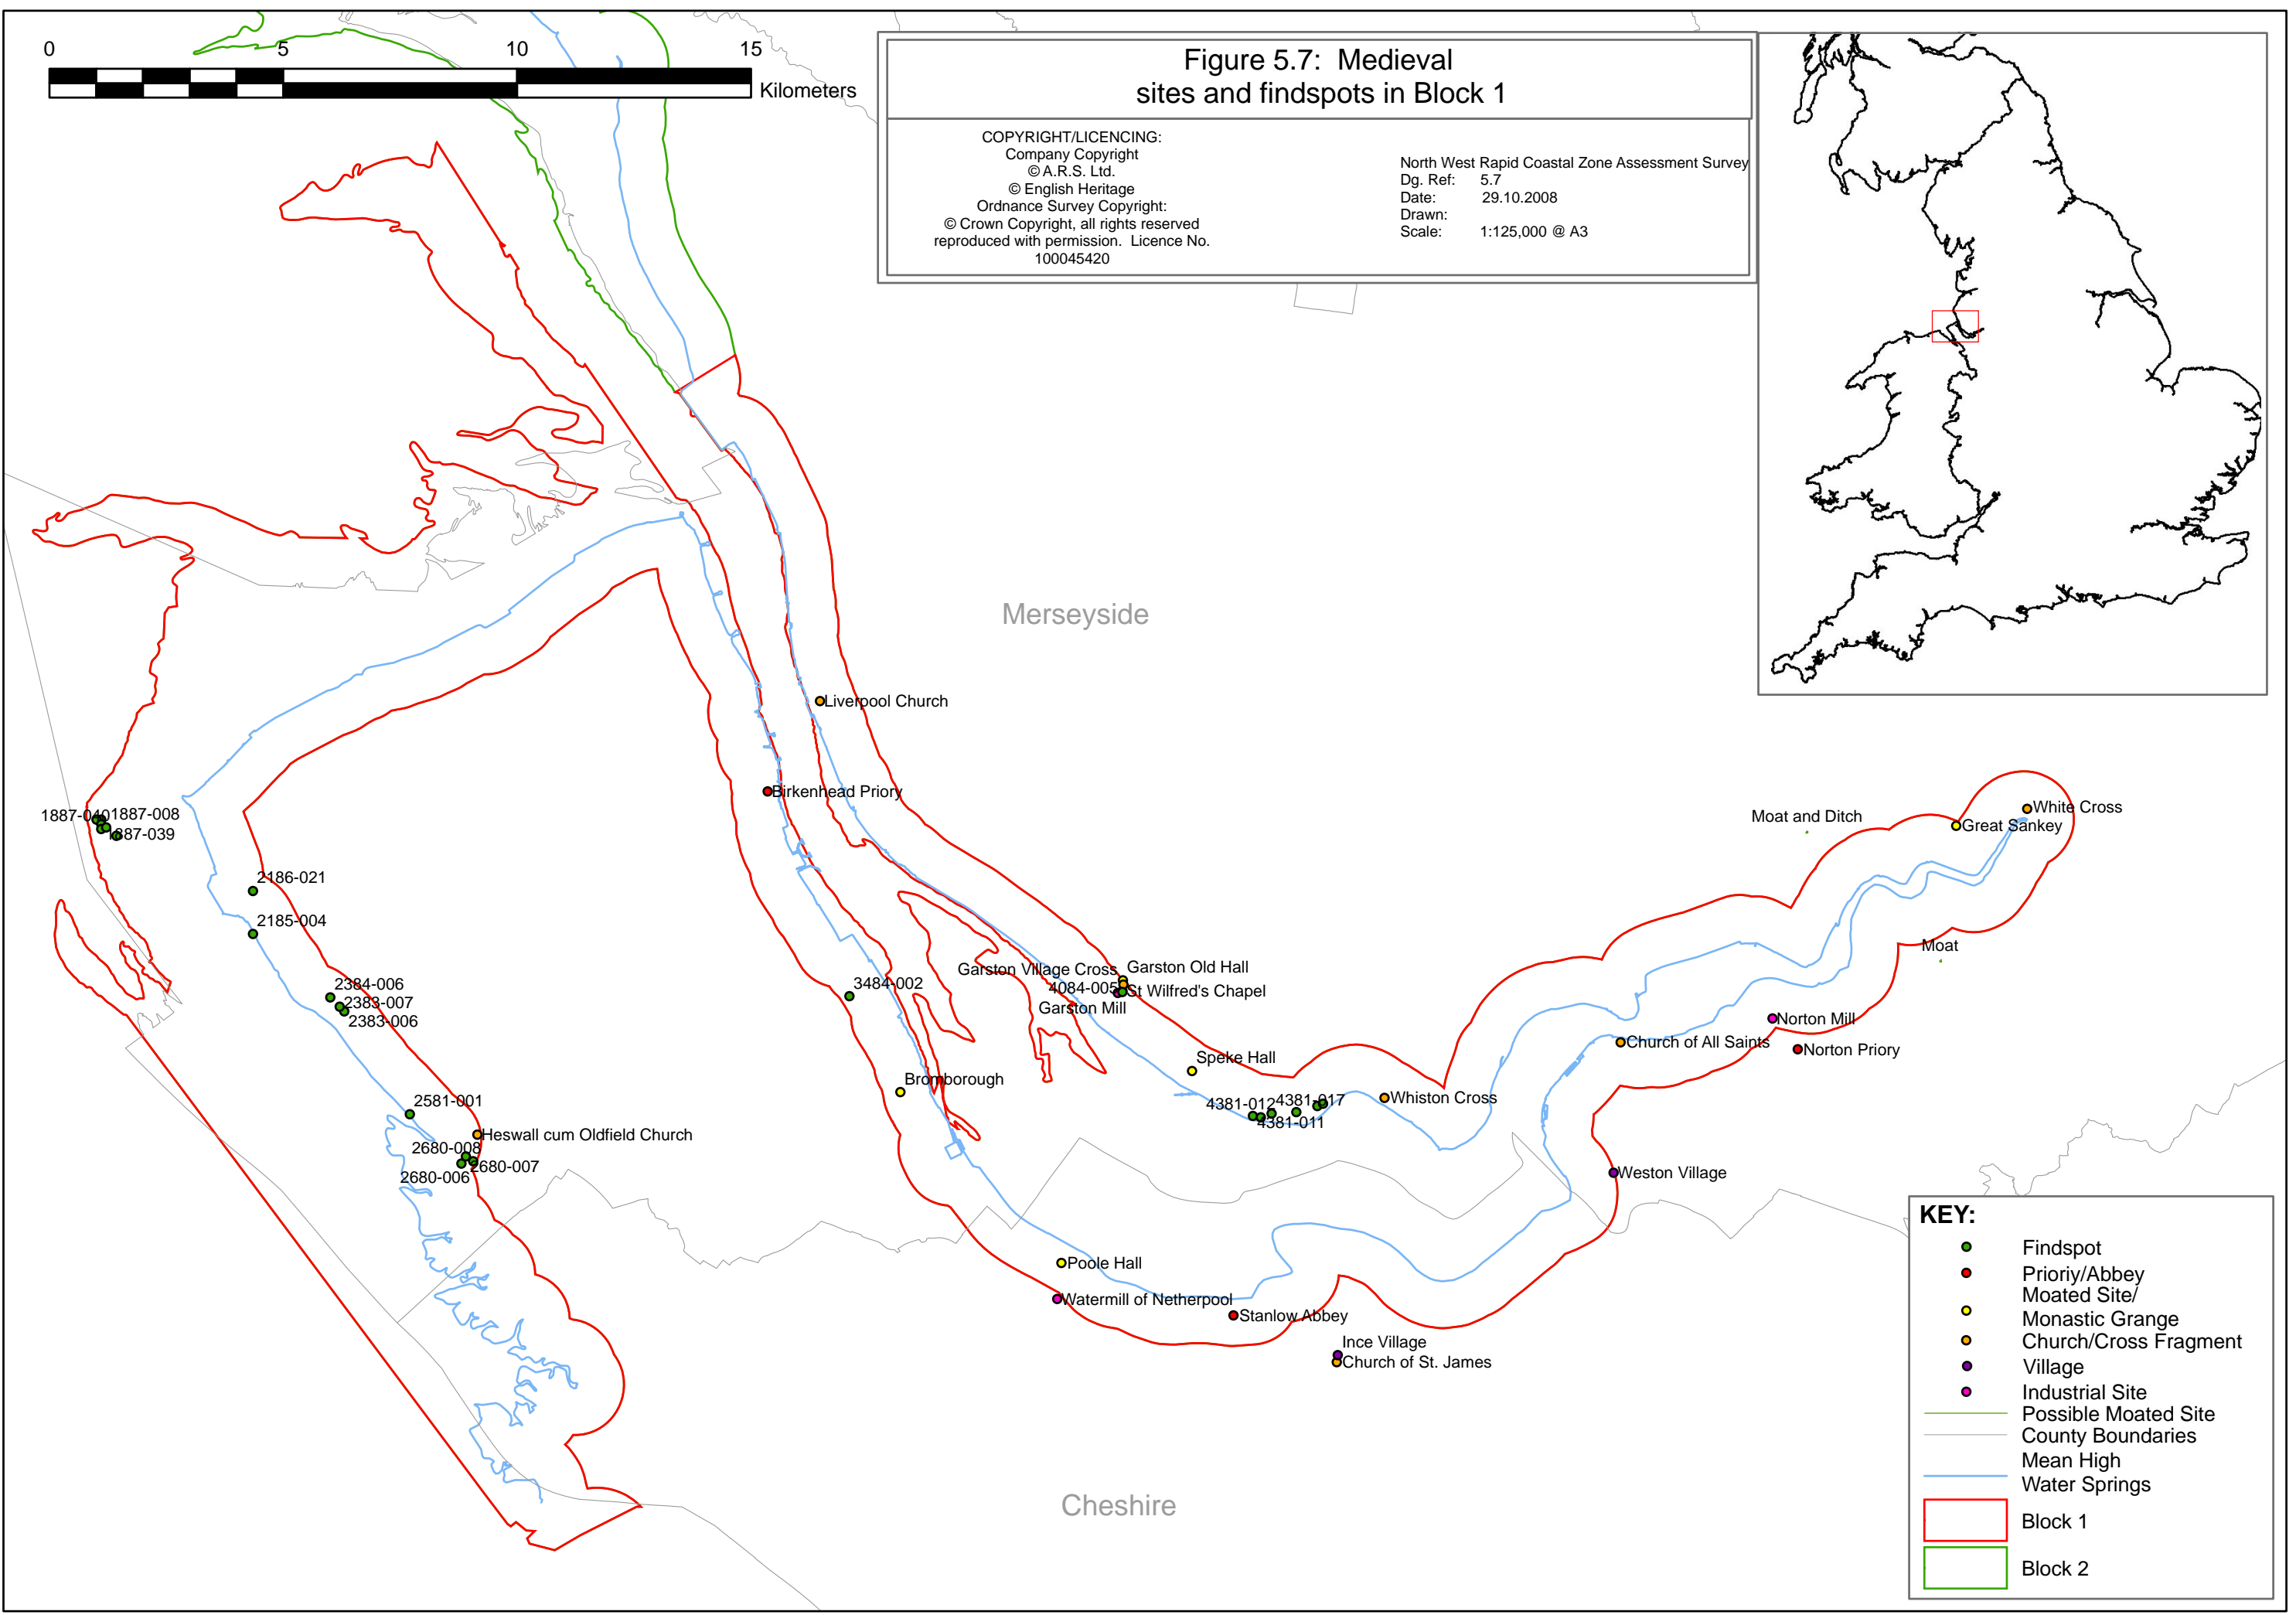 0 5 10 15
Kilometers
Figure 5.7: Medieval
sites and findspots in Block 1
COPYRIGHT/LICENCING:
Company Copyright
© A.R.S. Ltd.
© English Heritage
Ordnance Survey Copyright:
© Crown Copyright, all rights reserved
reproduced with permission. Licence No.
100045420
North West Rapid Coastal Zone Assessment Survey
Dg. Ref: 5.7
Date: 29.10.2008
Drawn:
Scale: 1:125,000 @ A3
Merseyside
Liverpool Church
Birkenhead Priory
1887-040
1887-008
1887-039
2186-021
2185-004
2384-006
2383-007
2383-006
2581-001
Heswall cum Oldfield Church
2680-008
2680-007
2680-006
3484-002
Bromborough
Garston Village Cross
Garston Old Hall
4084-005
St Wilfred's Chapel
Garston Mill
Speke Hall
4381-012
4381-017
4381-011
Whiston Cross
Moat and Ditch
White Cross
Great Sankey
Moat
Norton Mill
Church of All Saints
Norton Priory
Weston Village
Poole Hall
Watermill of Netherpool
Stanlow Abbey
Ince Village
Church of St. James
Cheshire
KEY:
Findspot
Prioriy/Abbey
Moated Site/
Monastic Grange
Church/Cross Fragment
Village
Industrial Site
Possible Moated Site
County Boundaries
Mean High
Water Springs
Block 1
Block 2